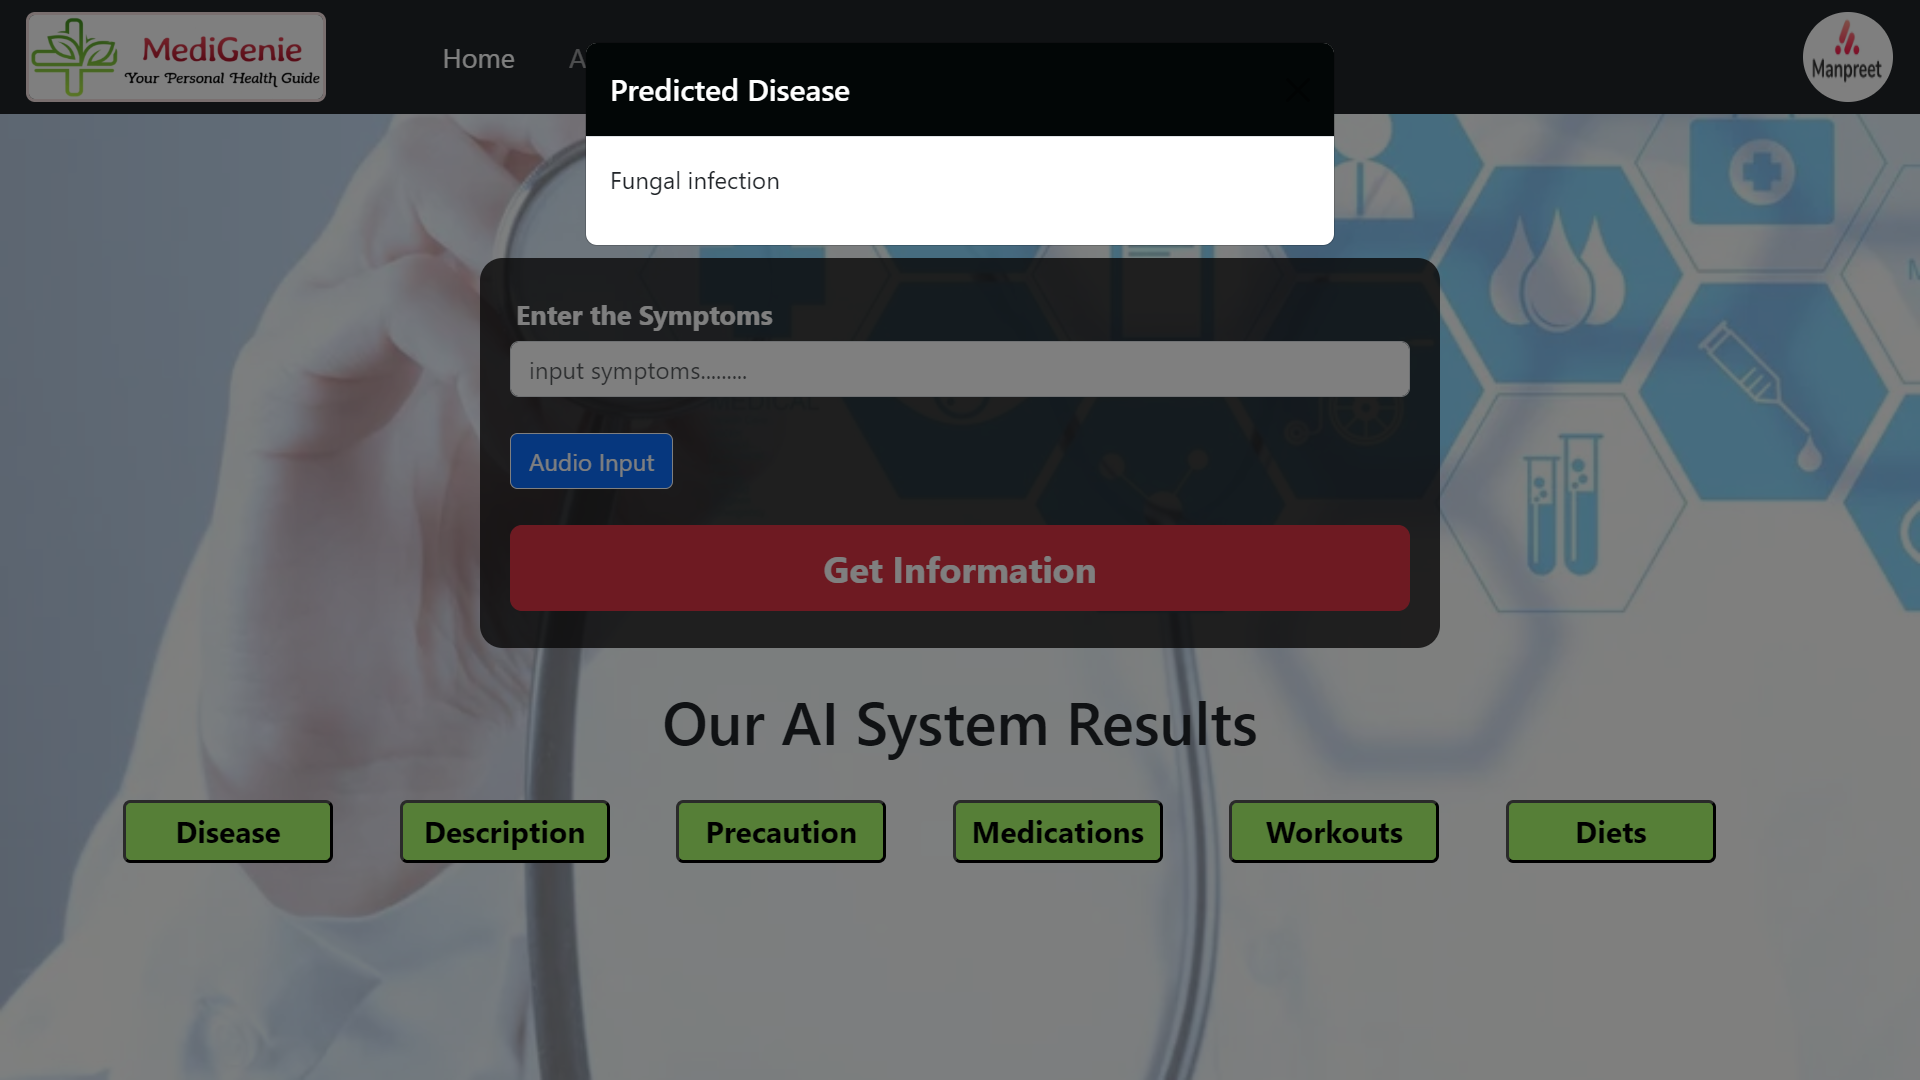 MediGenie
Your Personal Health Guide
Home
A
Manpreet
Predicted Disease
Fungal infection
Enter the Symptoms
input symptoms.........
MEDICAL
Audio Input
Get Information
Our AI System Results
Disease
Description
Precaution
Medications
Workouts
Diets